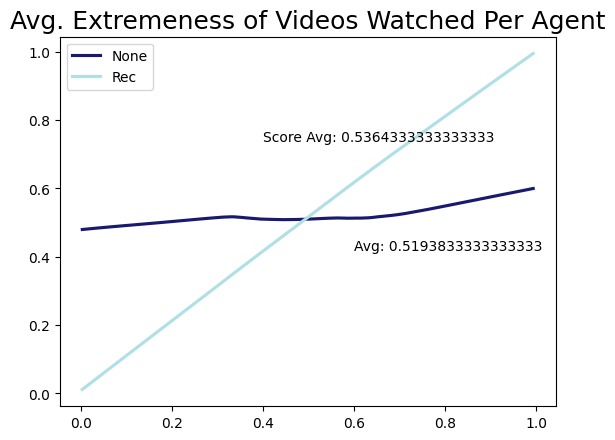 Avg. Extremeness of Videos Watched Per Agent
None
Rec
Score Avg: 0.5364333333333333
Avg: 0.5193833333333333
1.0
0.8
0.6
0.4
0.2
0.0
0.0 0.2 0.4 0.6 0.8 1.0